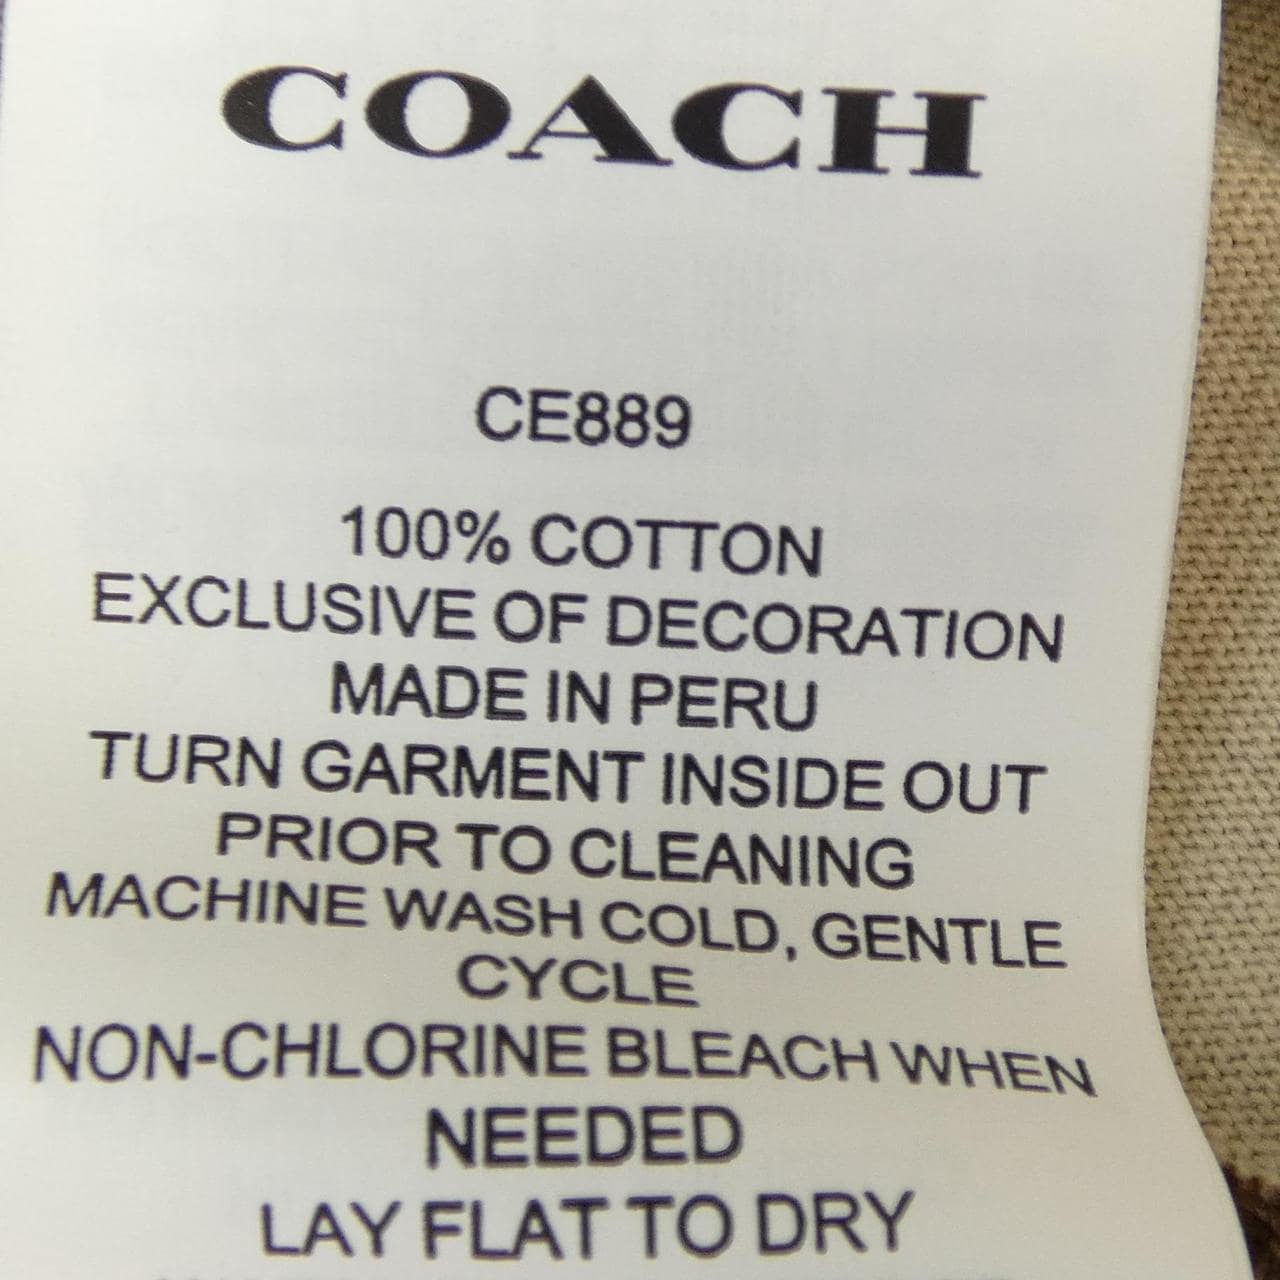 COACH
CE889
100% COTTON
EXCLUSIVE OF DECORATION
MADE IN PERU
TURN GARMENT INSIDE OUT
PRIOR TO CLEANING
MACHINE WASH COLD, GENTLE
CYCLE
NON-CHLORINE BLEACH WHEN
NEEDED
LAY FLAT TO DRY